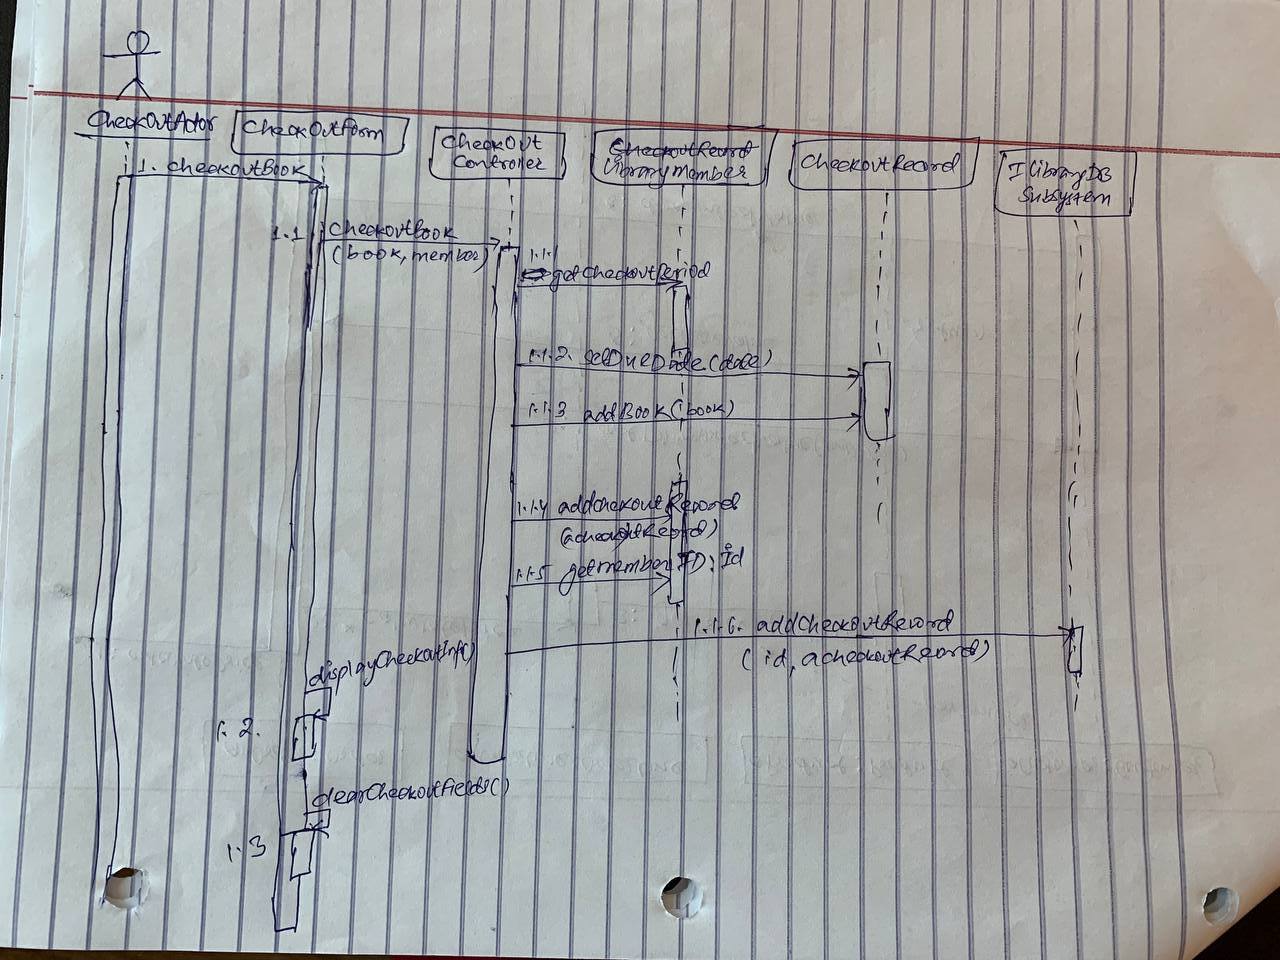 CheckOutActor
CheckOutForm
CheckOut
Controller
CheckoutRecord
LibraryMember
CheckoutRecord
ILibraryDB
Subsystem
1. checkoutBook
1.1 checkoutBook
(book, member)
1.1.1
getCheckoutPeriod
1.1.2. setDueDate(date)
1.1.3 addBook(book)
1.1.4 addCheckoutRecord
(acheckoutRecord)
1.1.5 getmemberID: id
1.1.6. addCheckoutRecord
(id, acheckoutRecord)
displayCheckoutInf()
1. 2.
clearCheckoutFields()
1. 3